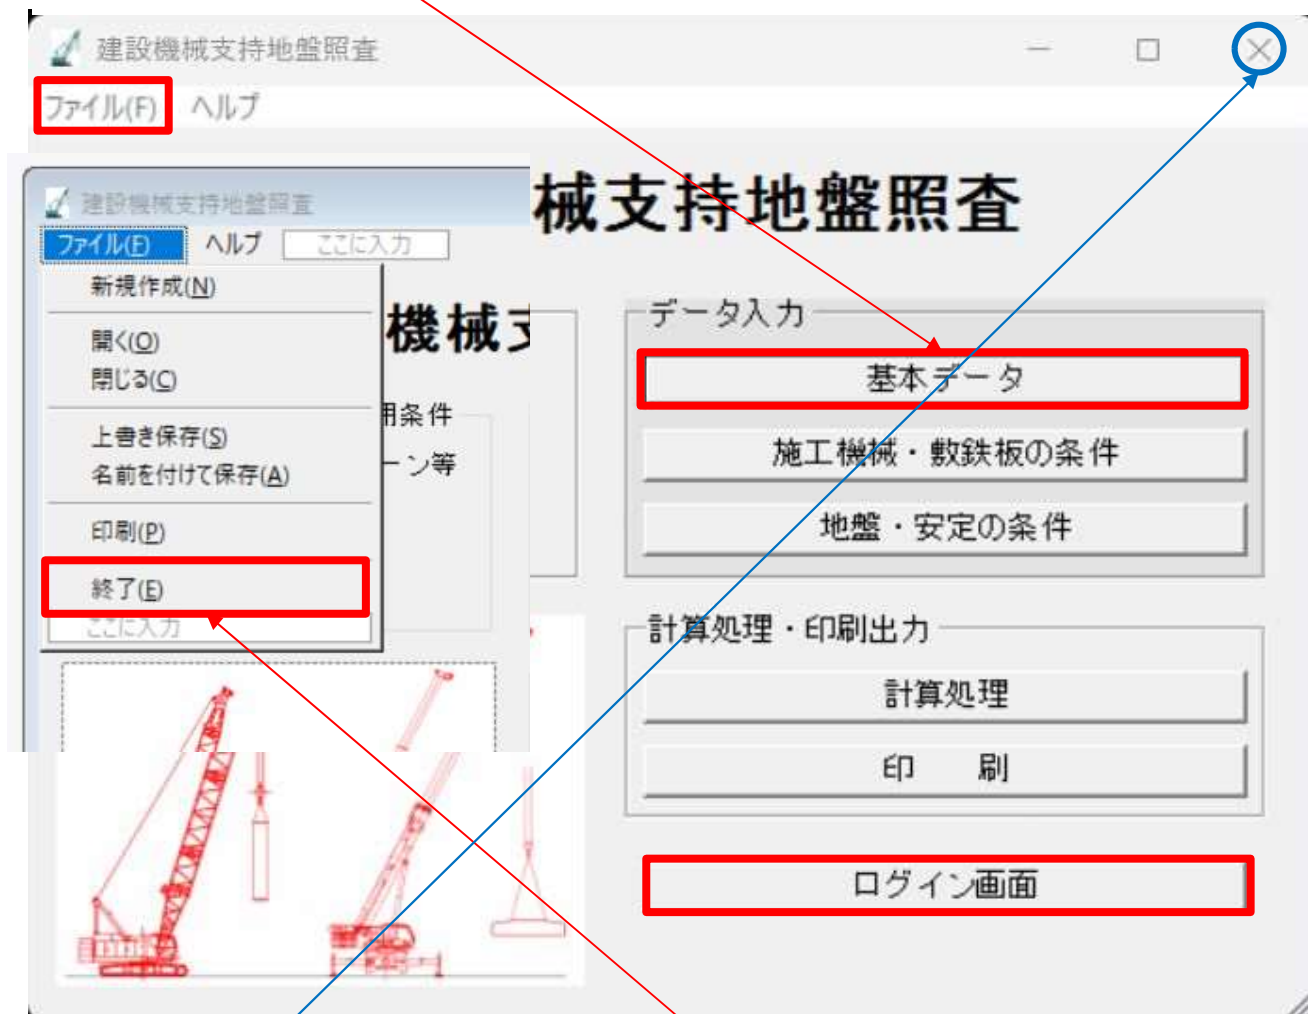 建設機械支持地盤照査
ファイル(F) ヘルプ
械支持地盤照査
建設機械支持地盤照査
ファイル(F) ヘルプ ここに入力
新規作成(N)
開く(O)
閉じる(C)
上書き保存(S)
名前を付けて保存(A)
印刷(P)
終了(E)
ここに入力
機械支
用条件
ーン等
データ入力
基本データ
施工機械・敷鉄板の条件
地盤・安定の条件
計算処理・印刷出力
計算処理
印 刷
ログイン画面